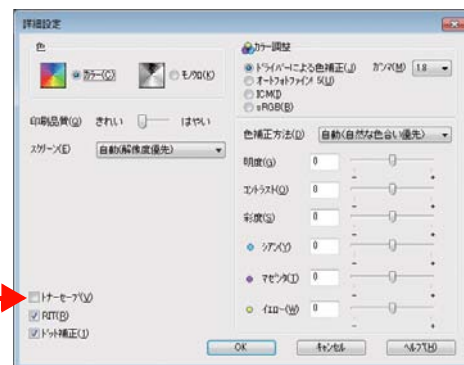 詳細設定
色
カラー(C)
モノクロ(K)
印刷品質(Q)
きれい
はやい
スクリーン(E)
自動(解像度優先)
トナーセーブ(V)
RIT(R)
ドット補正(1)
カラー調整
ドライバーによる色補正(J)
ガンマ(M)
1.8
オートフォトファイン! 5(U)
ICM(I)
sRGB(B)
色補正方法(D)
自動(自然な色合い優先)
明度(G)
0
-
+
コントラスト(O)
0
-
+
彩度(S)
0
-
+
シアン(Y)
0
-
+
マゼンタ(T)
0
-
+
イエロー(W)
0
-
+
OK
キャンセル
ヘルプ(H)